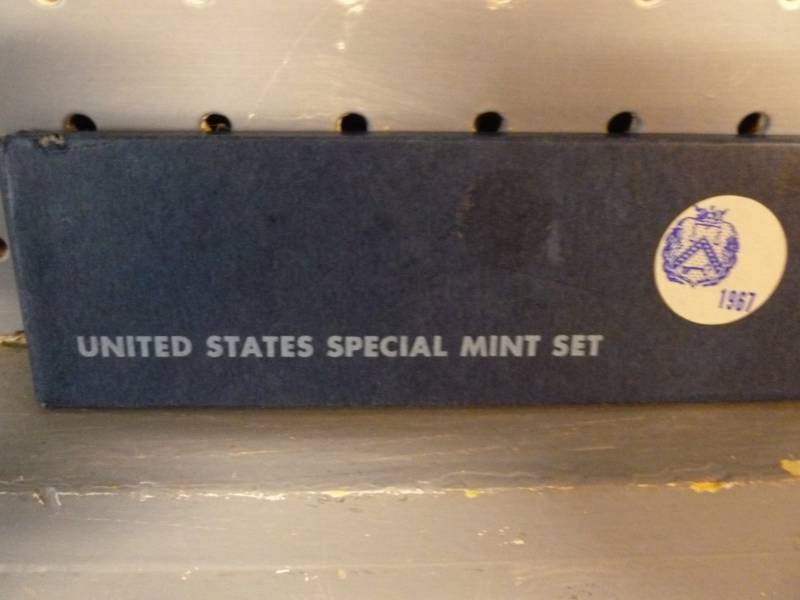 1967
UNITED STATES SPECIAL MINT SET